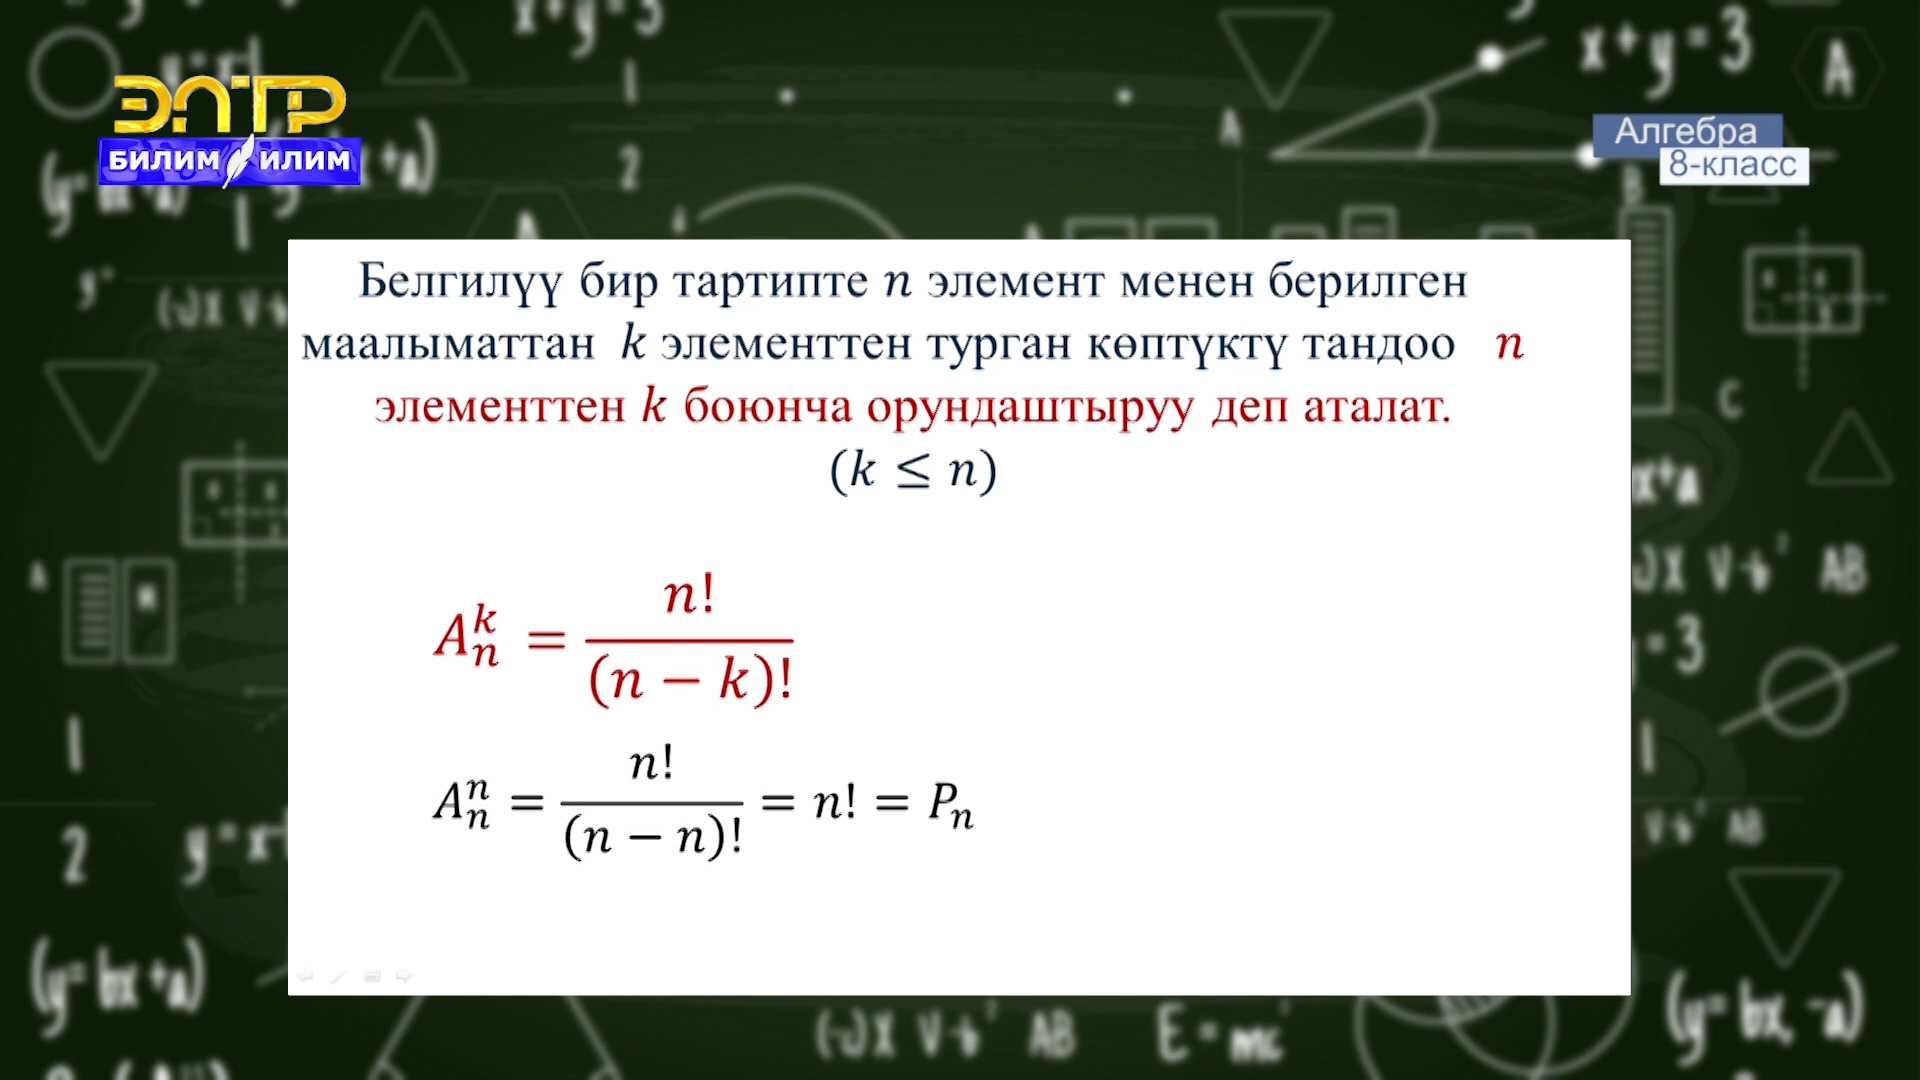 ЭЛТР
БИЛИМ ИЛИМ
Алгебра
8-класс
Белгилүү бир тартипте n элемент менен берилген
маалыматтан k элементтен турган көптүктү тандоо n
элементтен k боюнча орундаштыруу деп аталат.
(k ≤ n)
A_n^k = n! / (n − k)!
A_n^n = n! / (n − n)! = n! = P_n